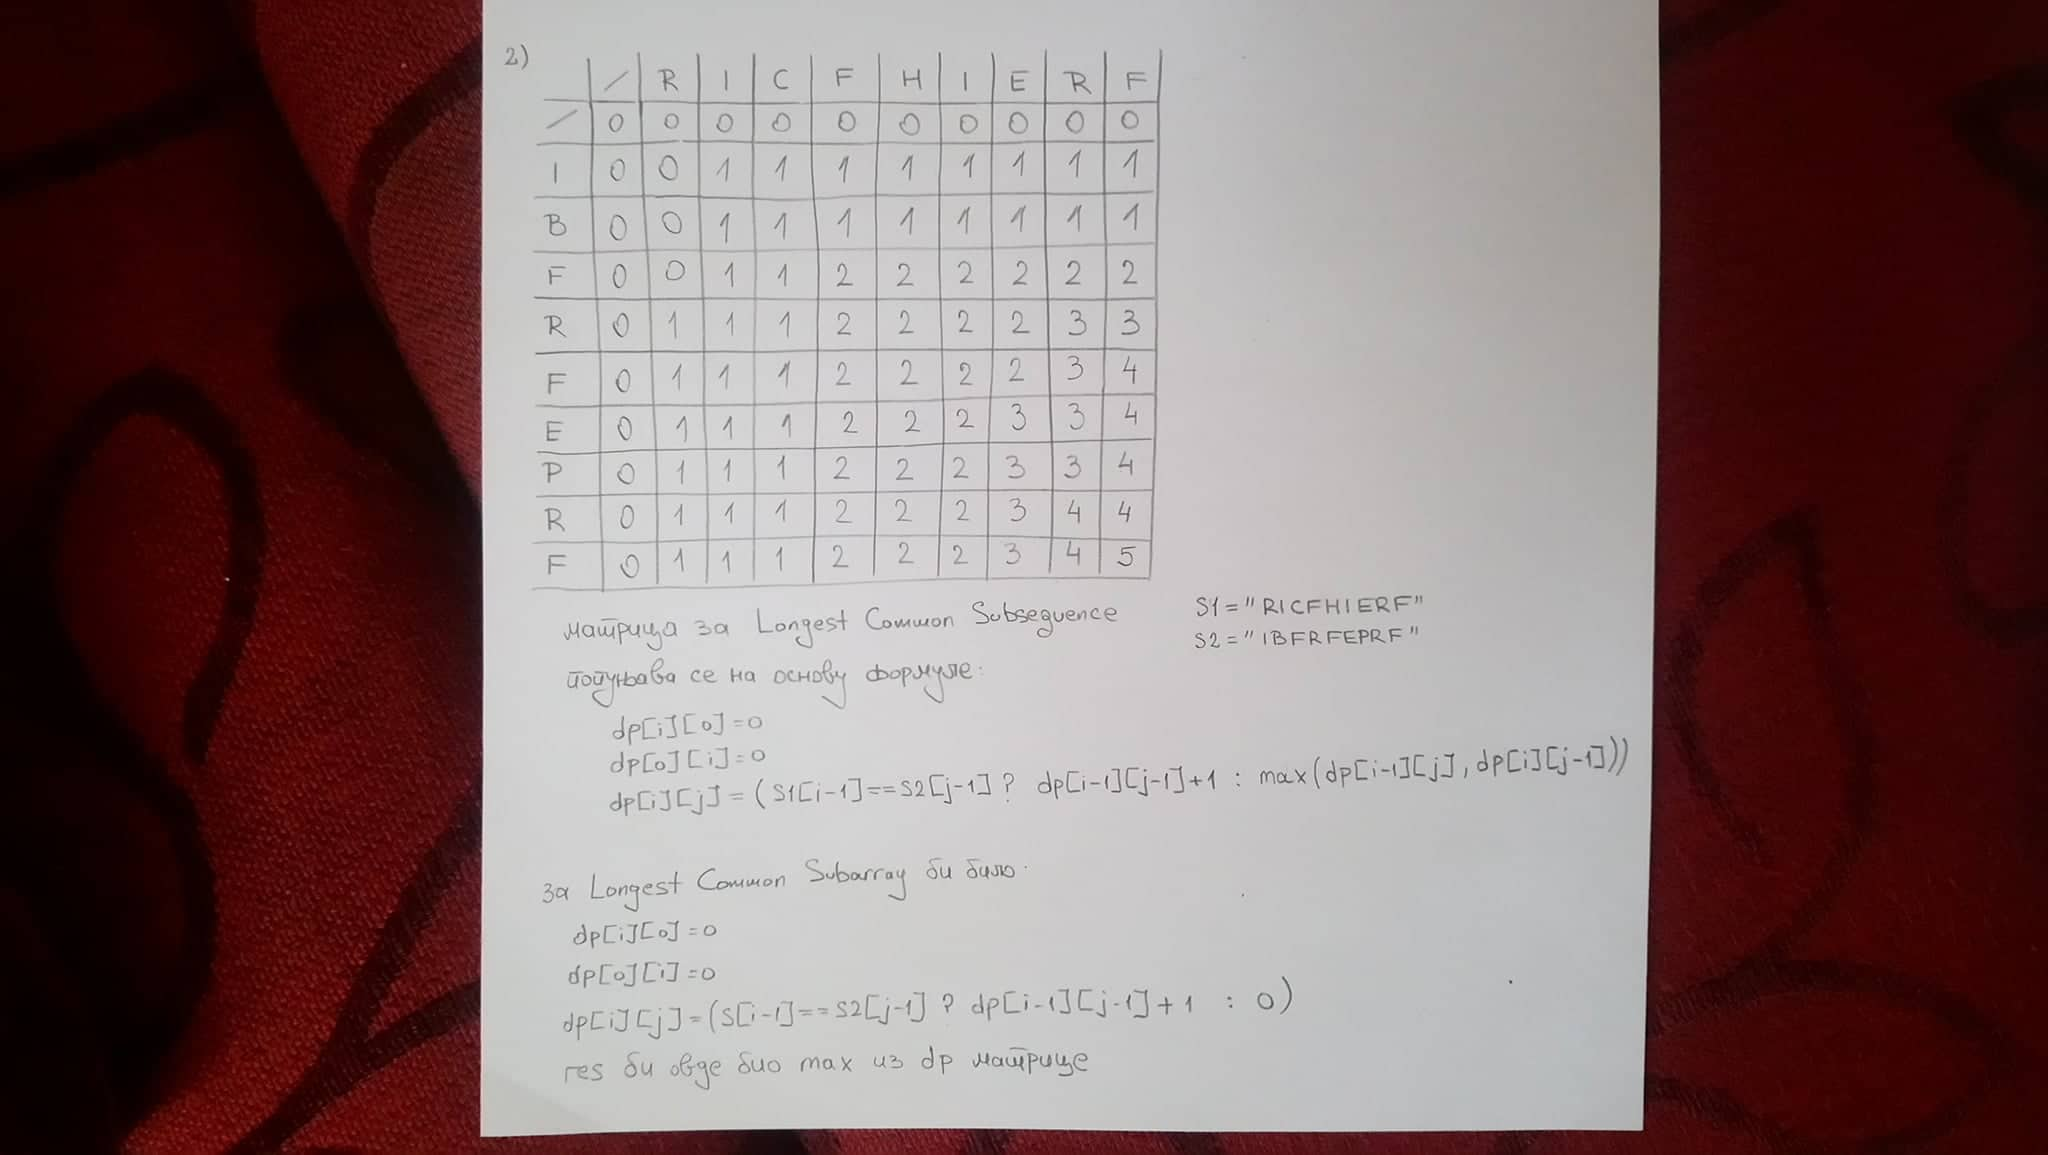 2)
/ R I C F H I E R F
/ 0 0 0 0 0 0 0 0 0 0
I 0 0 1 1 1 1 1 1 1 1
B 0 0 1 1 1 1 1 1 1 1
F 0 0 1 1 2 2 2 2 2 2
R 0 1 1 1 2 2 2 2 3 3
F 0 1 1 1 2 2 2 2 3 4
E 0 1 1 1 2 2 2 3 3 4
P 0 1 1 1 2 2 2 3 3 4
R 0 1 1 1 2 2 2 3 4 4
F 0 1 1 1 2 2 2 3 4 5
матрица за Longest Common Subsequence
S1="RICFHIERF"
S2="IBFRFEPRF"
попуњава се на основу формуле:
dp[i][0]=0
dp[0][i]=0
dp[i][j]=(S1[i-1]==S2[j-1]? dp[i-1][j-1]+1 : max(dp[i-1][j],dp[i][j-1]))
за Longest Common Subarray би било.
dp[i][0]=0
dp[0][i]=0
dp[i][j]=(S[i-1]==S2[j-1] ? dp[i-1][j-1]+1 : 0)
res би овде био max из dp матрице